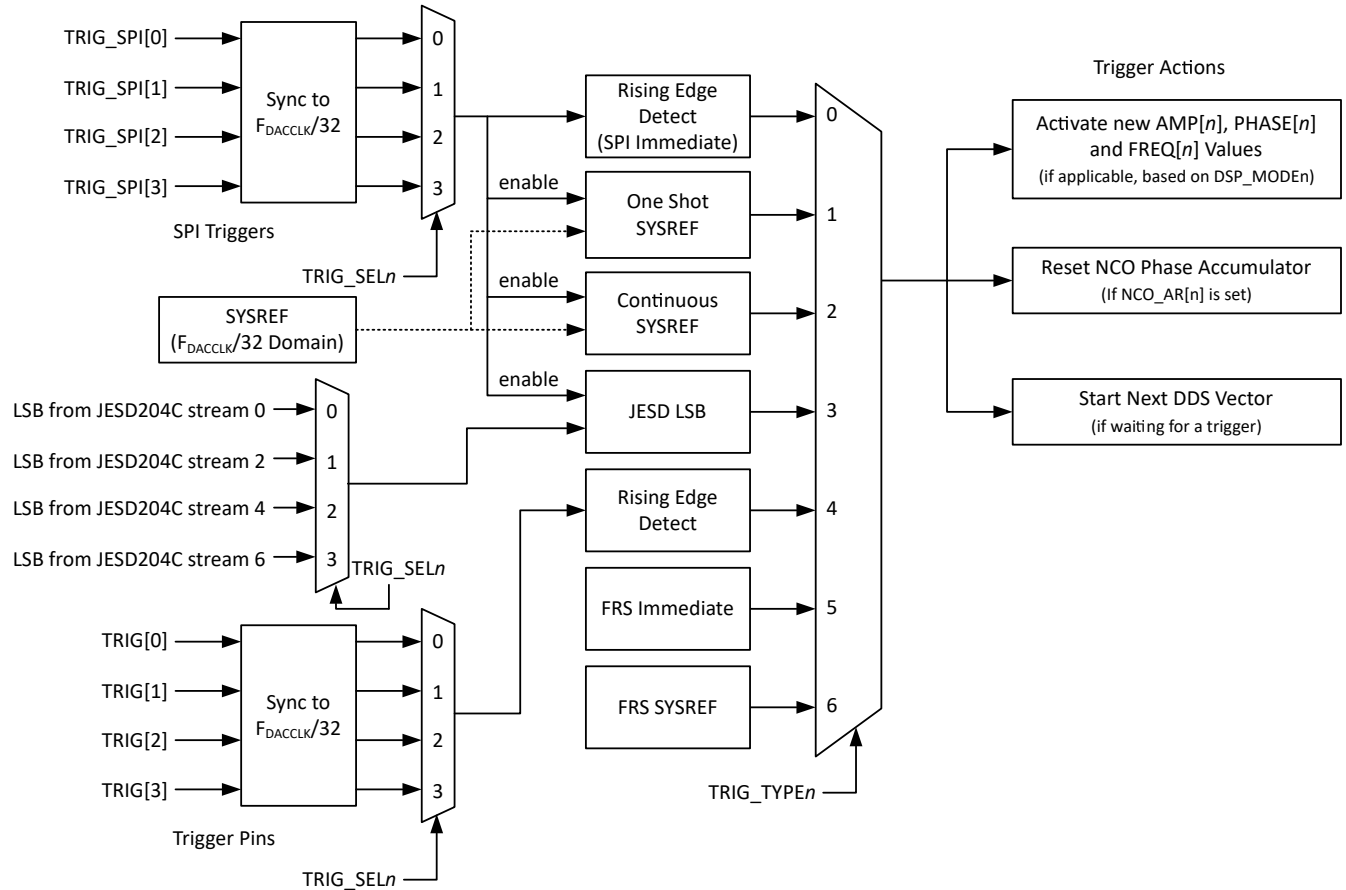 TRIG_SPI[0]
TRIG_SPI[1]
TRIG_SPI[2]
TRIG_SPI[3]
Sync to
FDACCLK/32
0
1
2
3
SPI Triggers
TRIG_SELn
SYSREF
(FDACCLK/32 Domain)
LSB from JESD204C stream 0
LSB from JESD204C stream 2
LSB from JESD204C stream 4
LSB from JESD204C stream 6
0
1
2
3
TRIG_SELn
TRIG[0]
TRIG[1]
TRIG[2]
TRIG[3]
Sync to
FDACCLK/32
0
1
2
3
Trigger Pins
TRIG_SELn
Rising Edge
Detect
(SPI Immediate)
enable
One Shot
SYSREF
enable
Continuous
SYSREF
enable
JESD LSB
Rising Edge
Detect
FRS Immediate
FRS SYSREF
0
1
2
3
4
5
6
TRIG_TYPEn
Trigger Actions
Activate new AMP[n], PHASE[n]
and FREQ[n] Values
(if applicable, based on DSP_MODEn)
Reset NCO Phase Accumulator
(If NCO_AR[n] is set)
Start Next DDS Vector
(if waiting for a trigger)